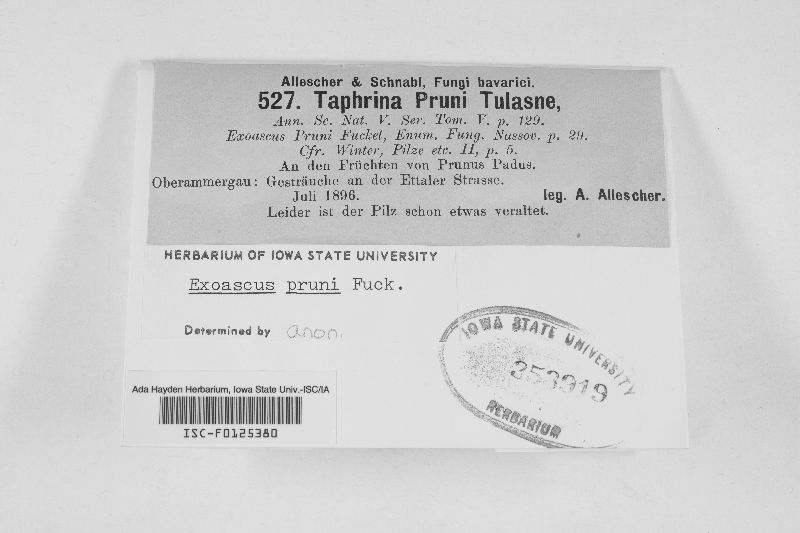 Allescher & Schnabl, Fungi bavarici.
527. Taphrina Pruni Tulasne,
Ann. Sc. Nat. V. Ser. Tom. V. p. 129.
Exoascus Pruni Fuckel, Enum. Fung. Nassov. p. 29.
Cfr. Winter, Pilze etc. II, p. 5.
An den Früchten von Prunus Padus.
Oberammergau: Gesträuche an der Ettaler Strasse.
Juli 1896. leg. A. Allescher.
Leider ist der Pilz schon etwas veraltet.
HERBARIUM OF IOWA STATE UNIVERSITY
Exoascus pruni Fuck.
Determined by anon.
IOWA STATE UNIVERSITY
353919
HERBARIUM
Ada Hayden Herbarium, Iowa State Univ.-ISC/IA
ISC-F0125380